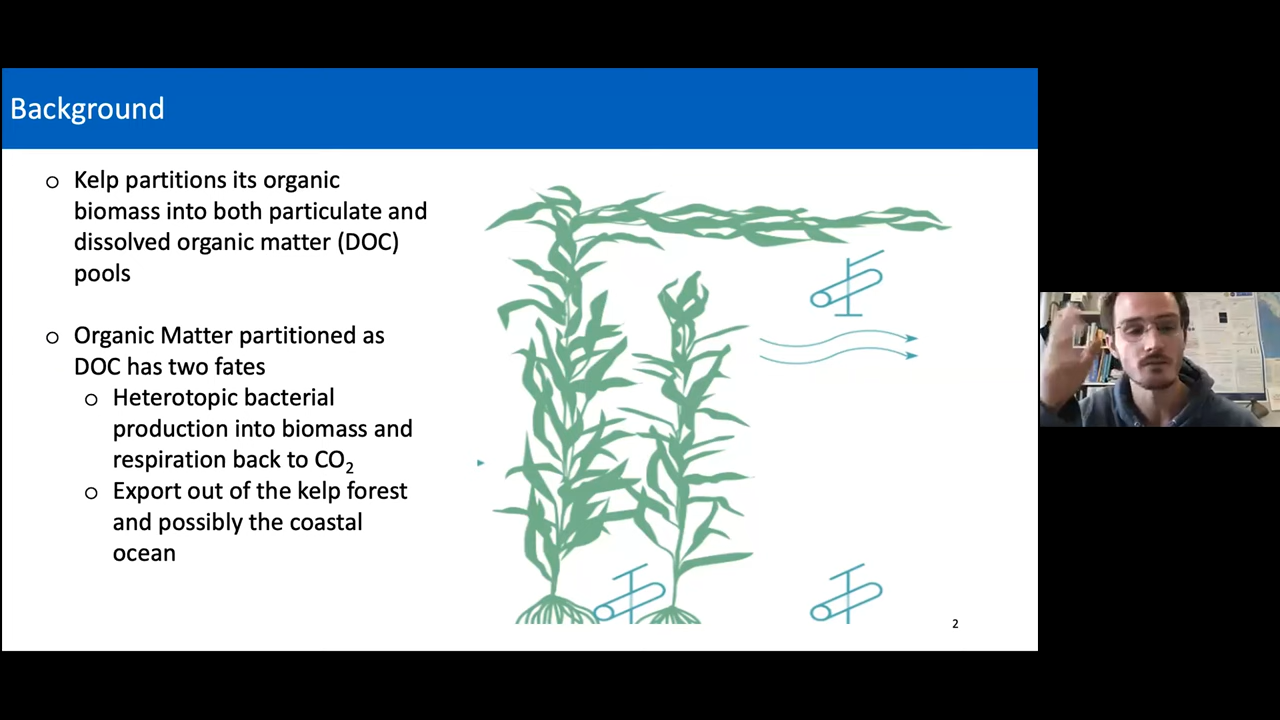 Background
o Kelp partitions its organic
biomass into both particulate and
dissolved organic matter (DOC)
pools
o Organic Matter partitioned as
DOC has two fates
o Heterotopic bacterial
production into biomass and
respiration back to CO₂
o Export out of the kelp forest
and possibly the coastal
ocean
2